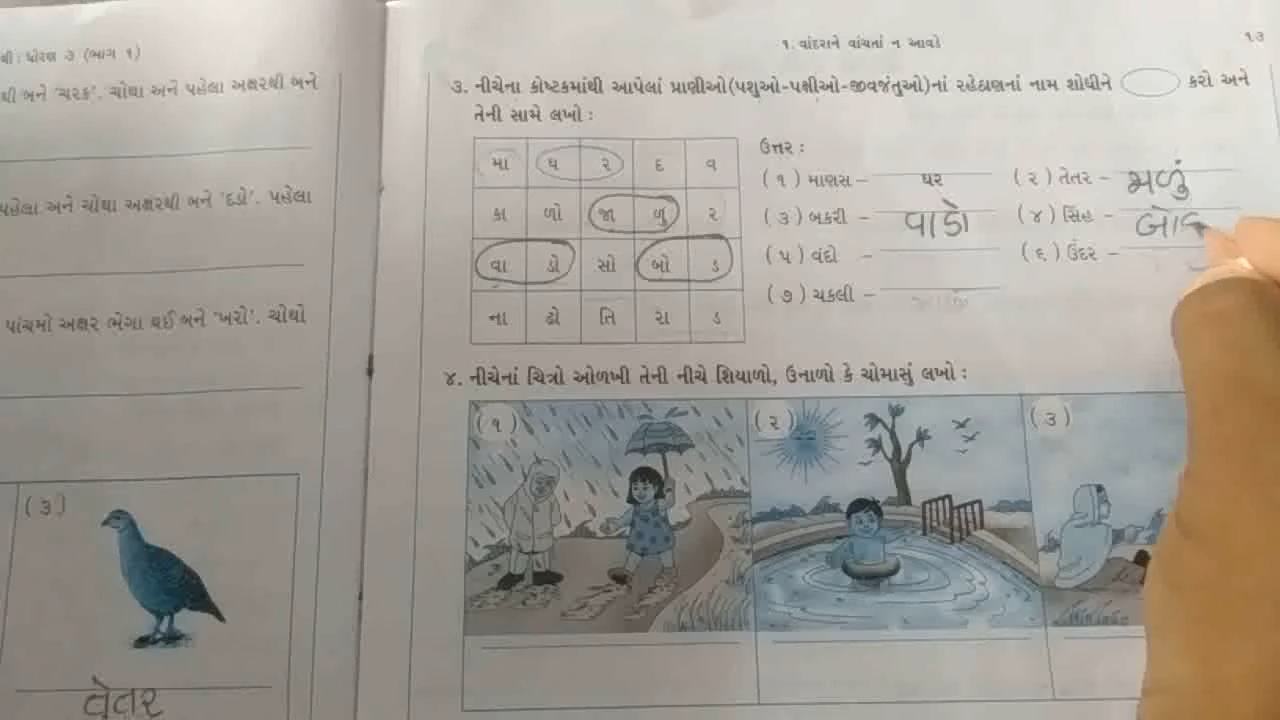 ધોરણ ૩ (ભાગ ૧)
થી બને 'ચરક'. ચોથા અને પહેલા અક્ષરથી બને
પહેલા અને ચોથા અક્ષરથી બને 'દડો'. પહેલા
પાંચમો અક્ષર ભેગા થઈ બને 'ખરો'. ચોથો
(૩)
તેતર
૧. વાંદરાને વાંચતાં ન આવડે
૧૩
૩. નીચેના કોષ્ટકમાંથી આપેલાં પ્રાણીઓ(પશુઓ-પક્ષીઓ-જીવજંતુઓ)નાં રહેઠાણનાં નામ શોધીને કરો અને
તેની સામે લખો :
મા ઘ ર દ વ
કા ળો જા ળું ર
વા ડો સો બો ડ
ના ઢો તિ રા ડ
ઉત્તર :
(૧) માણસ – ઘર (૨) તેતર – જાળું
(૩) બકરી – વાડો (૪) સિંહ – બોડ
(૫) વંદો – (૬) ઉંદર –
(૭) ચકલી –
૪. નીચેનાં ચિત્રો ઓળખી તેની નીચે શિયાળો, ઉનાળો કે ચોમાસું લખો :
(૧) (૨) (૩)